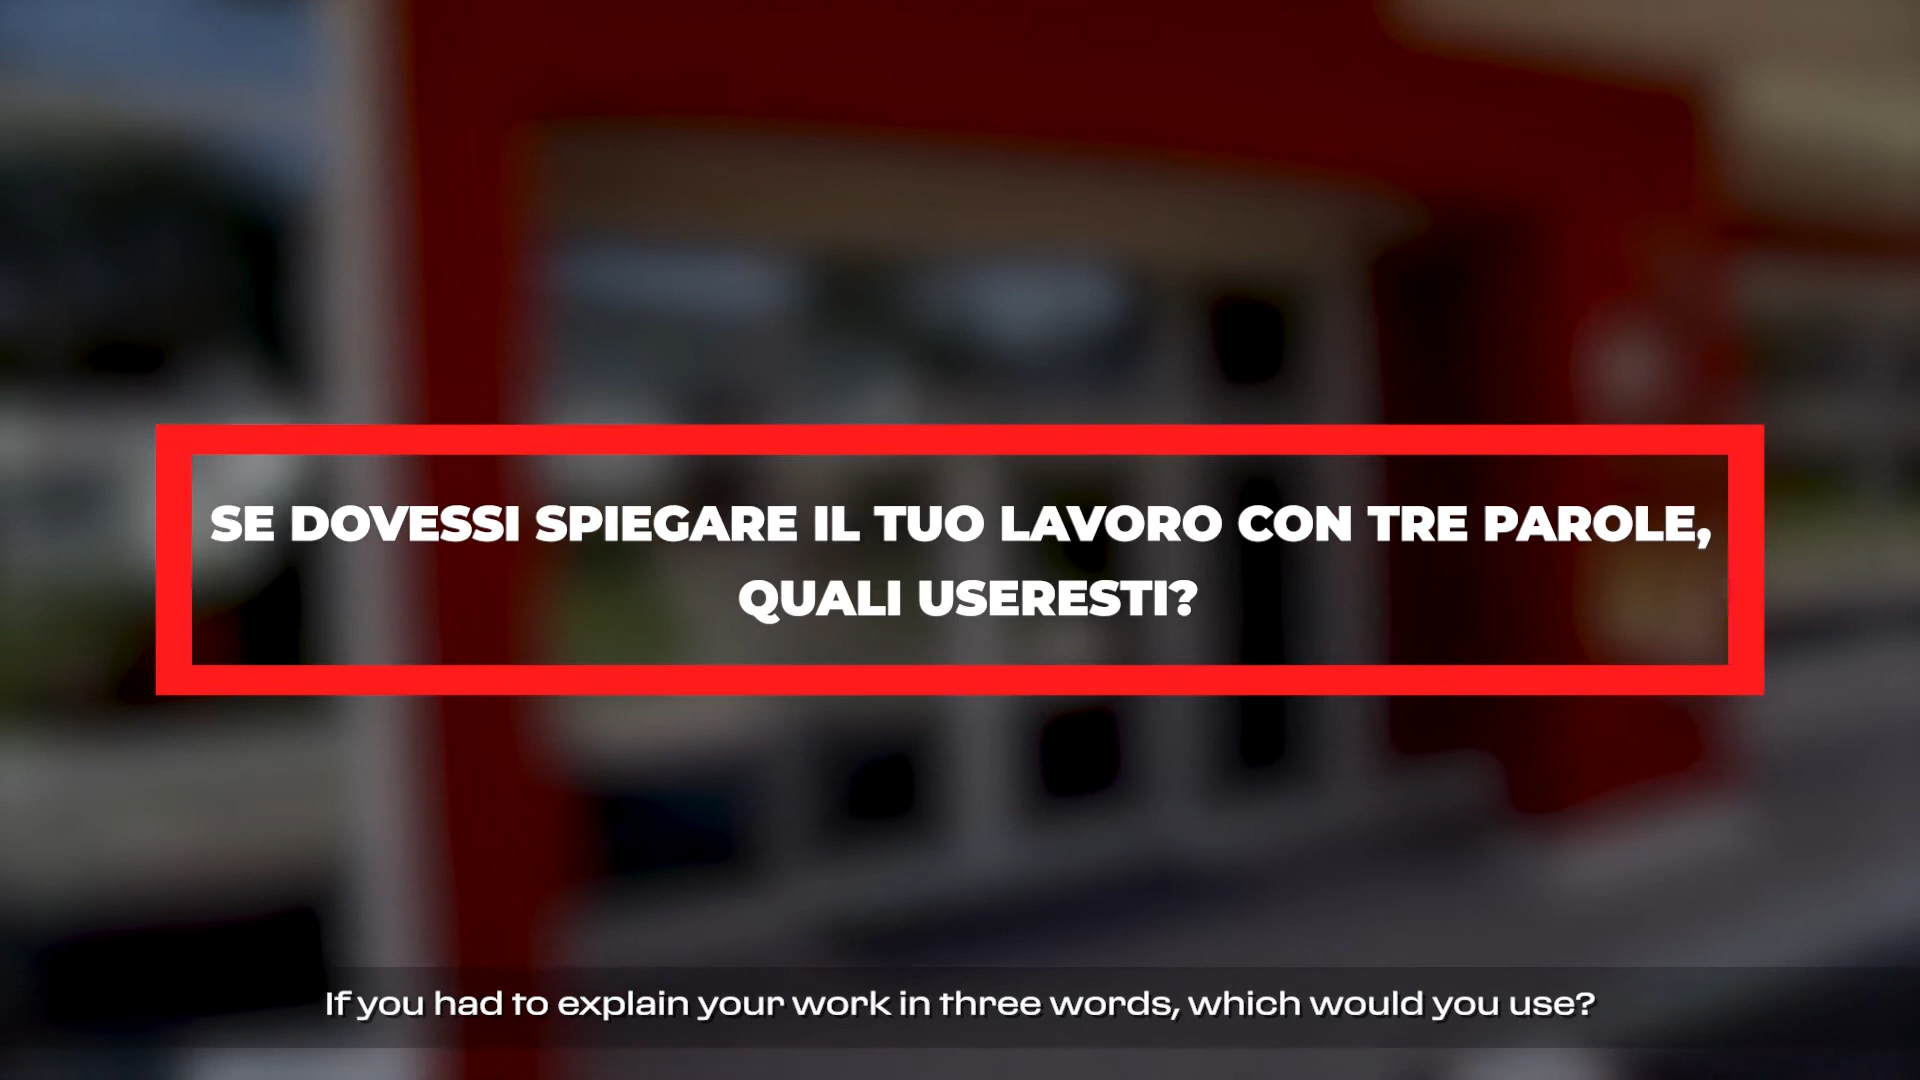 SE DOVESSI SPIEGARE IL TUO LAVORO CON TRE PAROLE,
QUALI USERESTI?
If you had to explain your work in three words, which would you use?